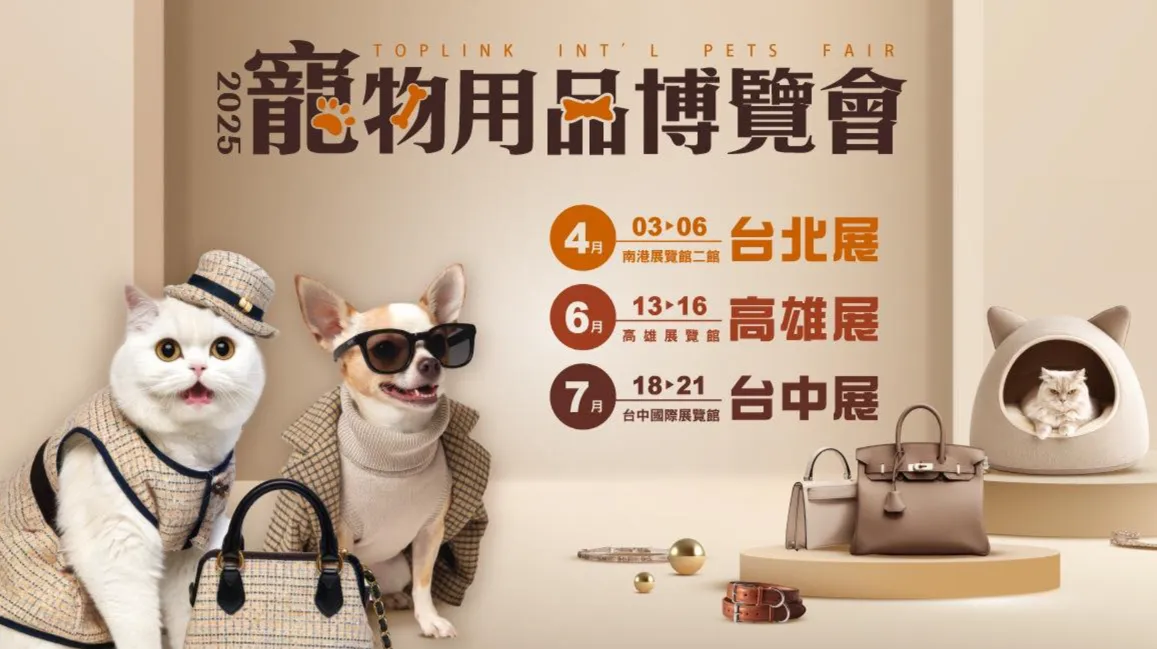 TOPLINK INT'L PETS FAIR
2025
寵物用品博覽會
4月 03▸06 南港展覽館二館 台北展
6月 13▸16 高雄展覽館 高雄展
7月 18▸21 台中國際展覽館 台中展